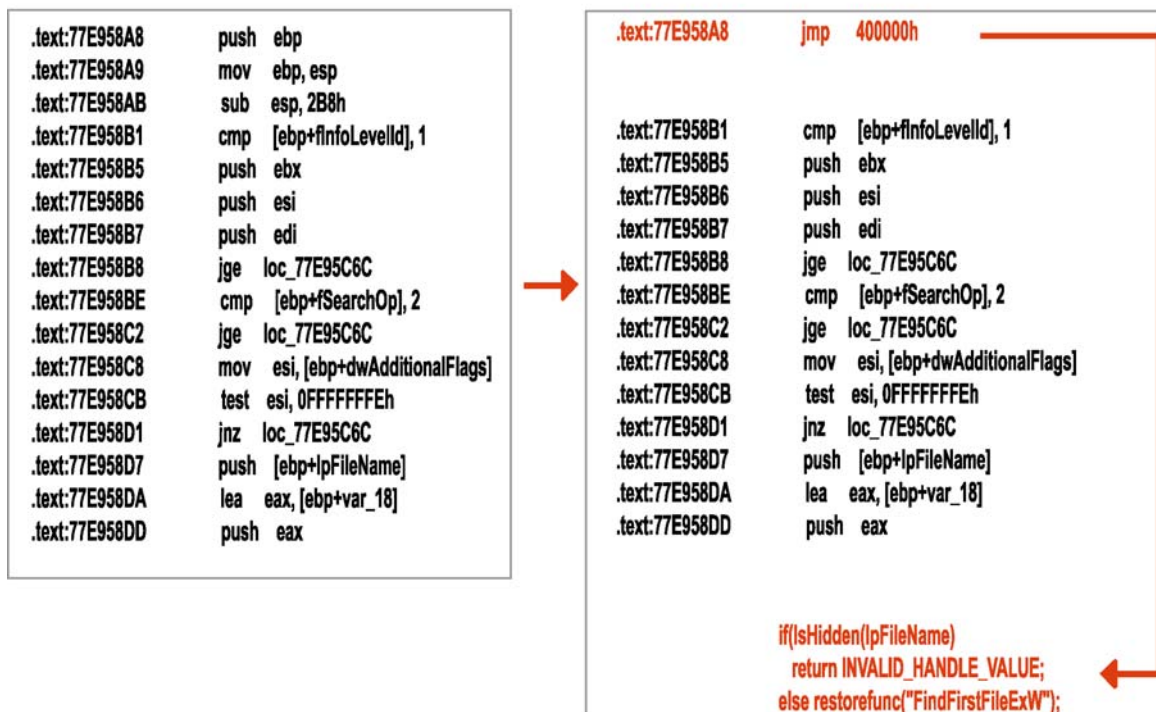 .text:77E958A8 push ebp
.text:77E958A9 mov ebp, esp
.text:77E958AB sub esp, 2B8h
.text:77E958B1 cmp [ebp+fInfoLevelId], 1
.text:77E958B5 push ebx
.text:77E958B6 push esi
.text:77E958B7 push edi
.text:77E958B8 jge loc_77E95C6C
.text:77E958BE cmp [ebp+fSearchOp], 2
.text:77E958C2 jge loc_77E95C6C
.text:77E958C8 mov esi, [ebp+dwAdditionalFlags]
.text:77E958CB test esi, 0FFFFFFFEh
.text:77E958D1 jnz loc_77E95C6C
.text:77E958D7 push [ebp+lpFileName]
.text:77E958DA lea eax, [ebp+var_18]
.text:77E958DD push eax
.text:77E958A8 jmp 400000h
.text:77E958B1 cmp [ebp+fInfoLevelId], 1
.text:77E958B5 push ebx
.text:77E958B6 push esi
.text:77E958B7 push edi
.text:77E958B8 jge loc_77E95C6C
.text:77E958BE cmp [ebp+fSearchOp], 2
.text:77E958C2 jge loc_77E95C6C
.text:77E958C8 mov esi, [ebp+dwAdditionalFlags]
.text:77E958CB test esi, 0FFFFFFFEh
.text:77E958D1 jnz loc_77E95C6C
.text:77E958D7 push [ebp+lpFileName]
.text:77E958DA lea eax, [ebp+var_18]
.text:77E958DD push eax
if(IsHidden(lpFileName)
return INVALID_HANDLE_VALUE;
else restorefunc("FindFirstFileExW");